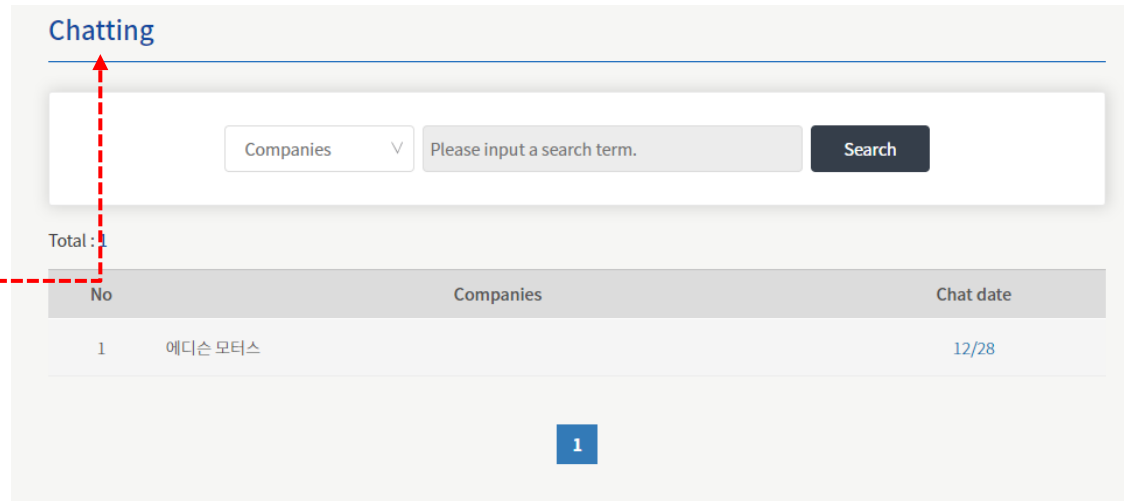 Chatting
Companies Please input a search term. Search
Total : 1
No Companies Chat date
1 에디슨 모터스 12/28
1